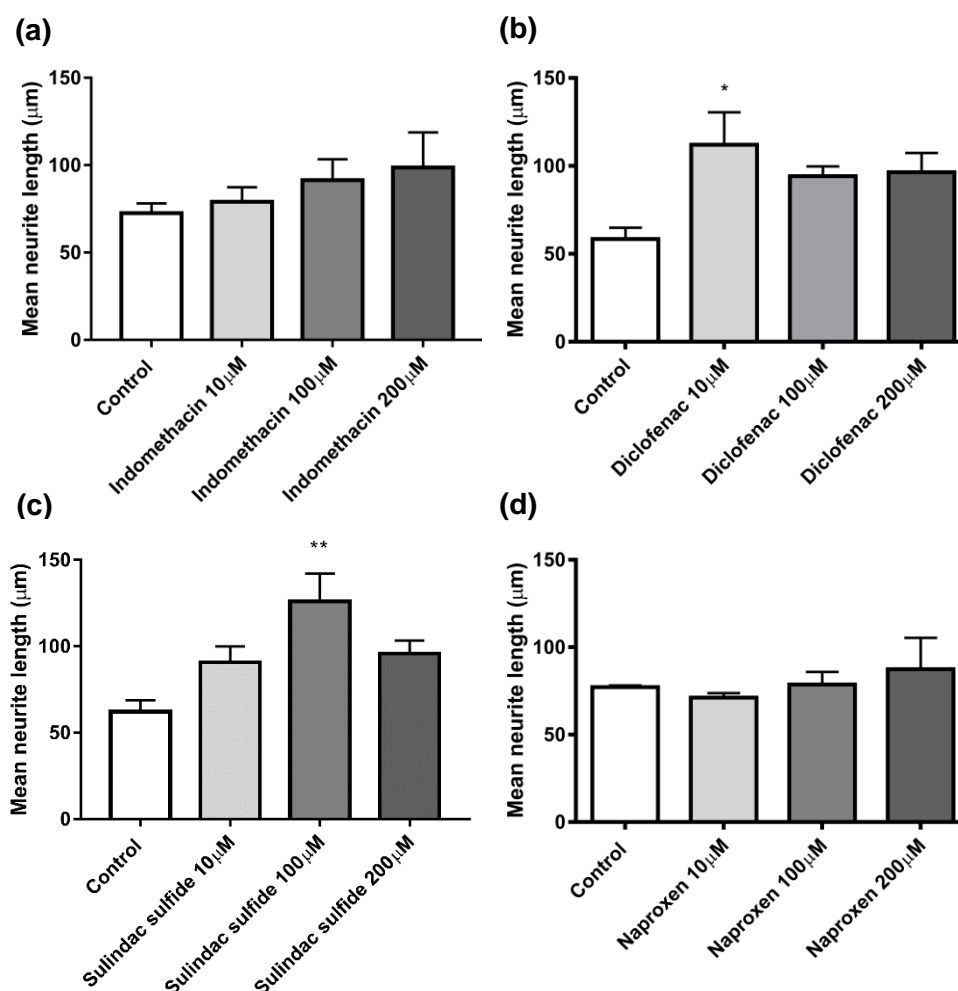 (a)
Mean neurite length (μm)
150
100
50
0
Control
Indomethacin 10μM
Indomethacin 100μM
Indomethacin 200μM
(b)
Mean neurite length (μm)
150
100
50
0
*
Control
Diclofenac 10μM
Diclofenac 100μM
Diclofenac 200μM
(c)
Mean neurite length (μm)
150
100
50
0
**
Control
Sulindac sulfide 10μM
Sulindac sulfide 100μM
Sulindac sulfide 200μM
(d)
Mean neurite length (μm)
150
100
50
0
Control
Naproxen 10μM
Naproxen 100μM
Naproxen 200μM